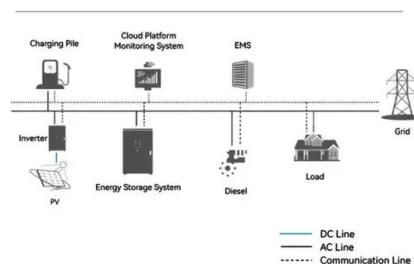 Charging Pile
Cloud Platform
Monitoring System
EMS
Grid
Inverter
PV
Energy Storage System
Diesel
Load
DC Line
AC Line
Communication Line